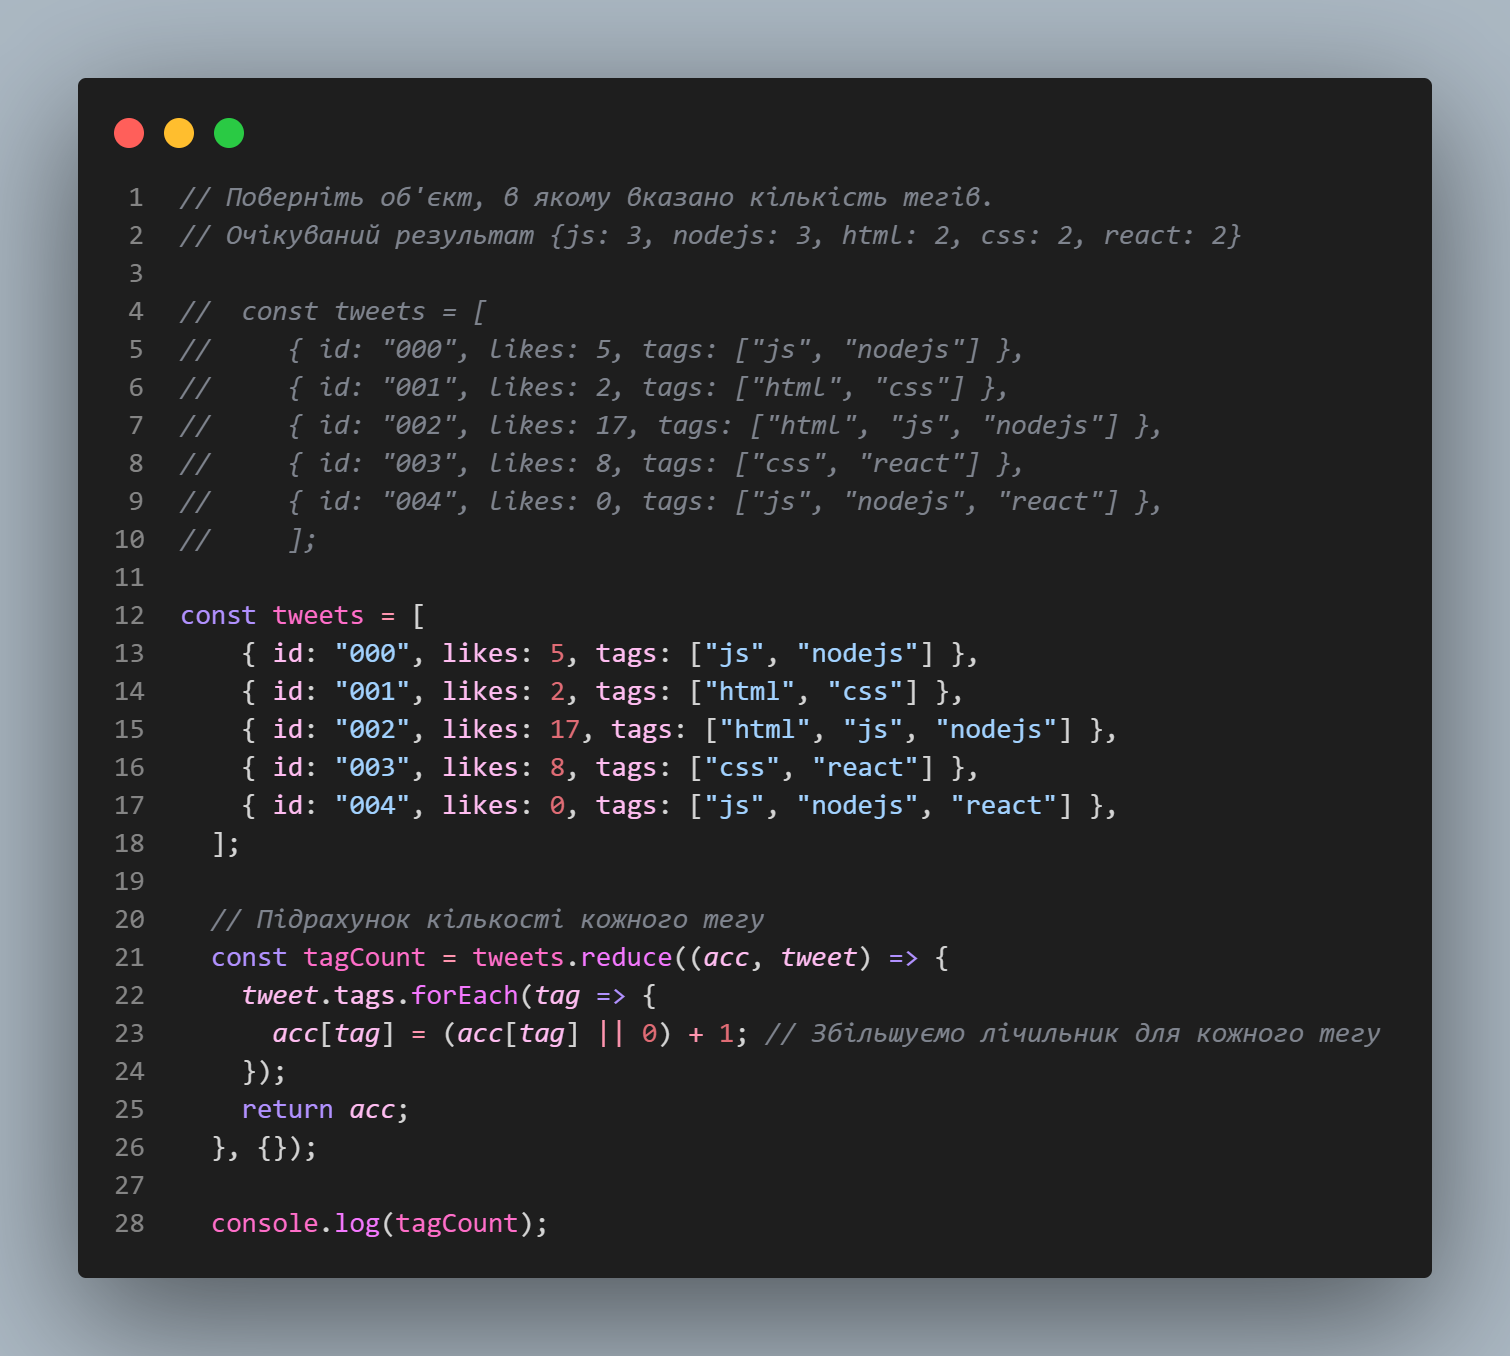 1 // Поверніть об'єкт, в якому вказано кількість тегів.
2 // Очікуваний результат {js: 3, nodejs: 3, html: 2, css: 2, react: 2}
3
4 //  const tweets = [
5 //     { id: "000", likes: 5, tags: ["js", "nodejs"] },
6 //     { id: "001", likes: 2, tags: ["html", "css"] },
7 //     { id: "002", likes: 17, tags: ["html", "js", "nodejs"] },
8 //     { id: "003", likes: 8, tags: ["css", "react"] },
9 //     { id: "004", likes: 0, tags: ["js", "nodejs", "react"] },
10 //     ];
11
12 const tweets = [
13     { id: "000", likes: 5, tags: ["js", "nodejs"] },
14     { id: "001", likes: 2, tags: ["html", "css"] },
15     { id: "002", likes: 17, tags: ["html", "js", "nodejs"] },
16     { id: "003", likes: 8, tags: ["css", "react"] },
17     { id: "004", likes: 0, tags: ["js", "nodejs", "react"] },
18   ];
19
20   // Підрахунок кількості кожного тегу
21   const tagCount = tweets.reduce((acc, tweet) => {
22     tweet.tags.forEach(tag => {
23       acc[tag] = (acc[tag] || 0) + 1; // Збільшуємо лічильник для кожного тегу
24     });
25     return acc;
26   }, {});
27
28   console.log(tagCount);